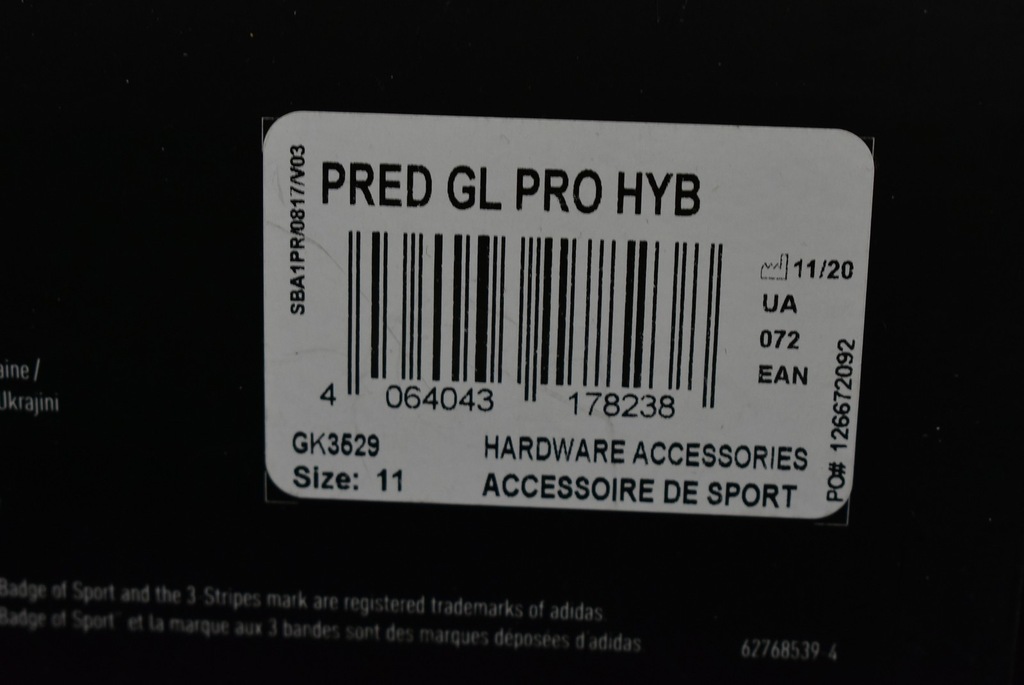 SBA1PR/0817/V03
PRED GL PRO HYB
11/20
UA
072
EAN
4 064043 178238
PO# 126672092
GK3529
HARDWARE ACCESSORIES
Size: 11
ACCESSOIRE DE SPORT
aine /
Ukrajini
Badge of Sport and the 3-Stripes mark are registered trademarks of adidas.
Badge of Sport et la marque aux 3 bandes sont des marques déposées d'adidas
62768539 4